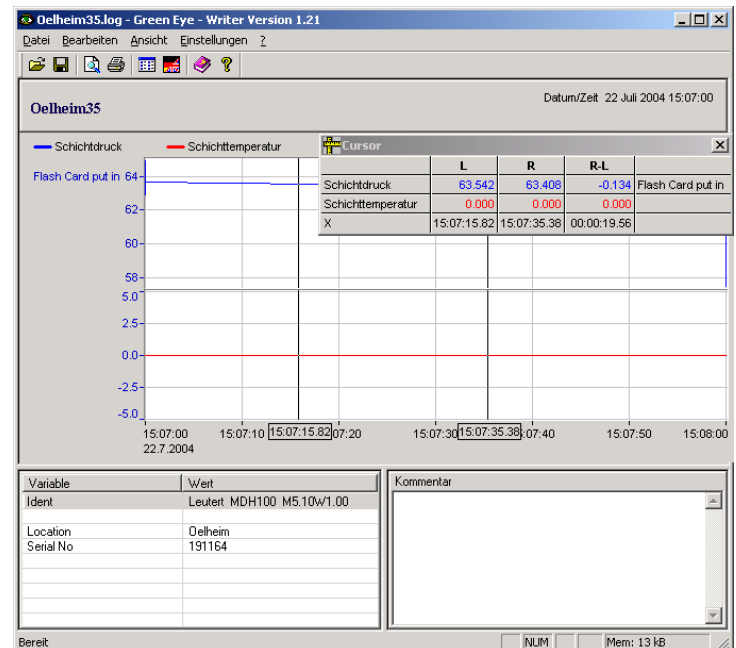 Oelheim35.log - Green Eye - Writer Version 1.21
Datei Bearbeiten Ansicht Einstellungen ?
Oelheim35
Datum/Zeit 22 Juli 2004 15:07:00
Schichtdruck Schichttemperatur
Cursor
L R R-L
Schichtdruck 63.542 63.408 -0.134 Flash Card put in
Schichttemperatur 0.000 0.000 0.000
X 15:07:15.82 15:07:35.38 00:00:19.56
Flash Card put in 64
62
60
58
5.0
2.5
0.0
-2.5
-5.0
15:07:00 15:07:10 15:07:15.82 07:20 15:07:30 15:07:35.38 07:40 15:07:50 15:08:00
22.7.2004
Variable Wert
Ident Leutert MDH100 M5.10W/1.00
Location Oelheim
Serial No 191164
Kommentar
Bereit NUM Mem: 13 kB